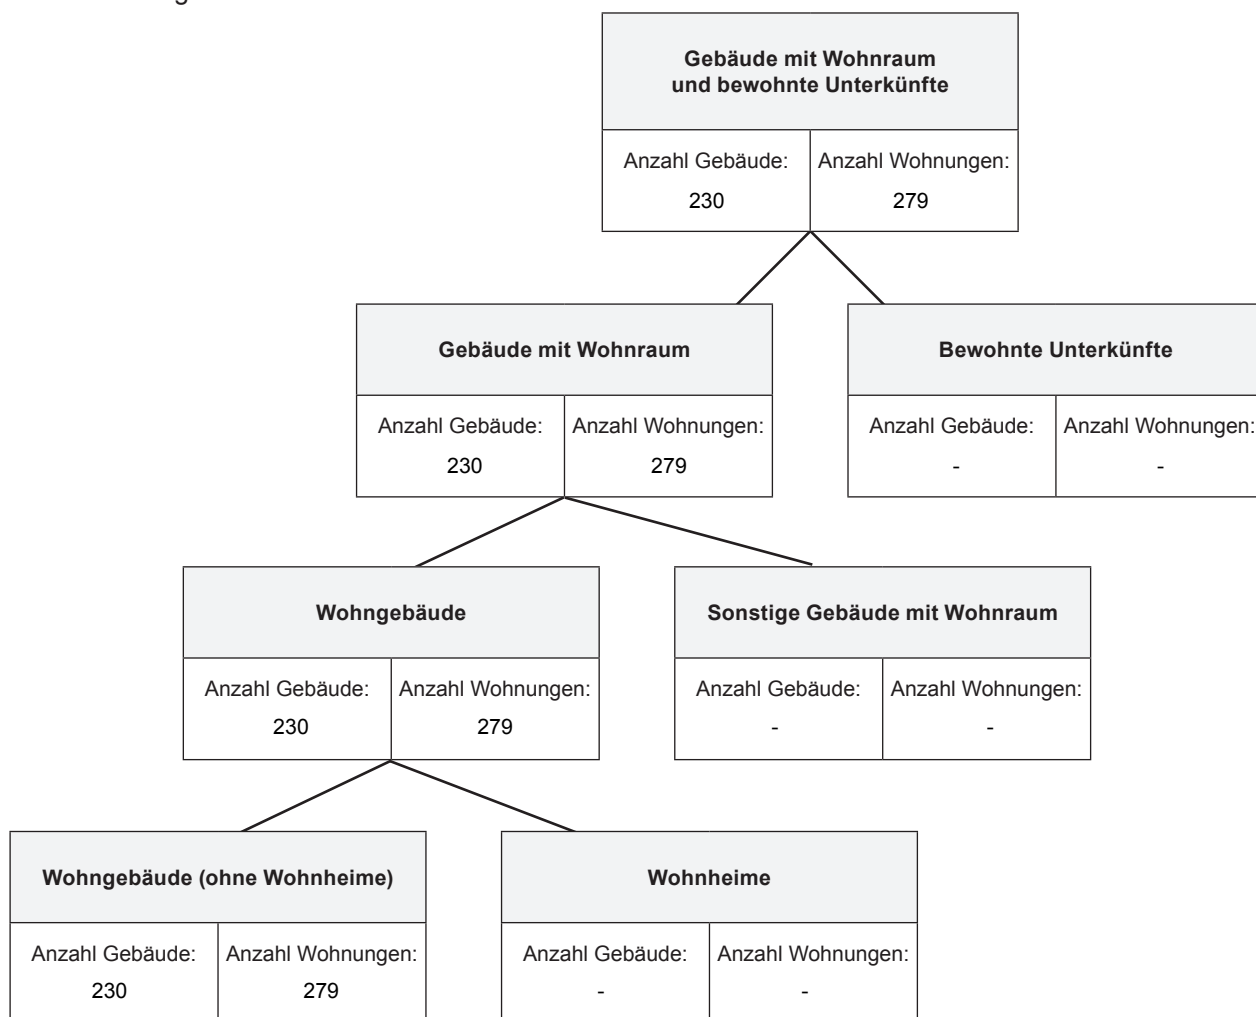 Gebäude mit Wohnraum
und bewohnte Unterkünfte
Anzahl Gebäude: Anzahl Wohnungen:
230 279
Gebäude mit Wohnraum Bewohnte Unterkünfte
Anzahl Gebäude: Anzahl Wohnungen: Anzahl Gebäude: Anzahl Wohnungen:
230 279 - -
Wohngebäude Sonstige Gebäude mit Wohnraum
Anzahl Gebäude: Anzahl Wohnungen: Anzahl Gebäude: Anzahl Wohnungen:
230 279 - -
Wohngebäude (ohne Wohnheime) Wohnheime
Anzahl Gebäude: Anzahl Wohnungen: Anzahl Gebäude: Anzahl Wohnungen:
230 279 - -